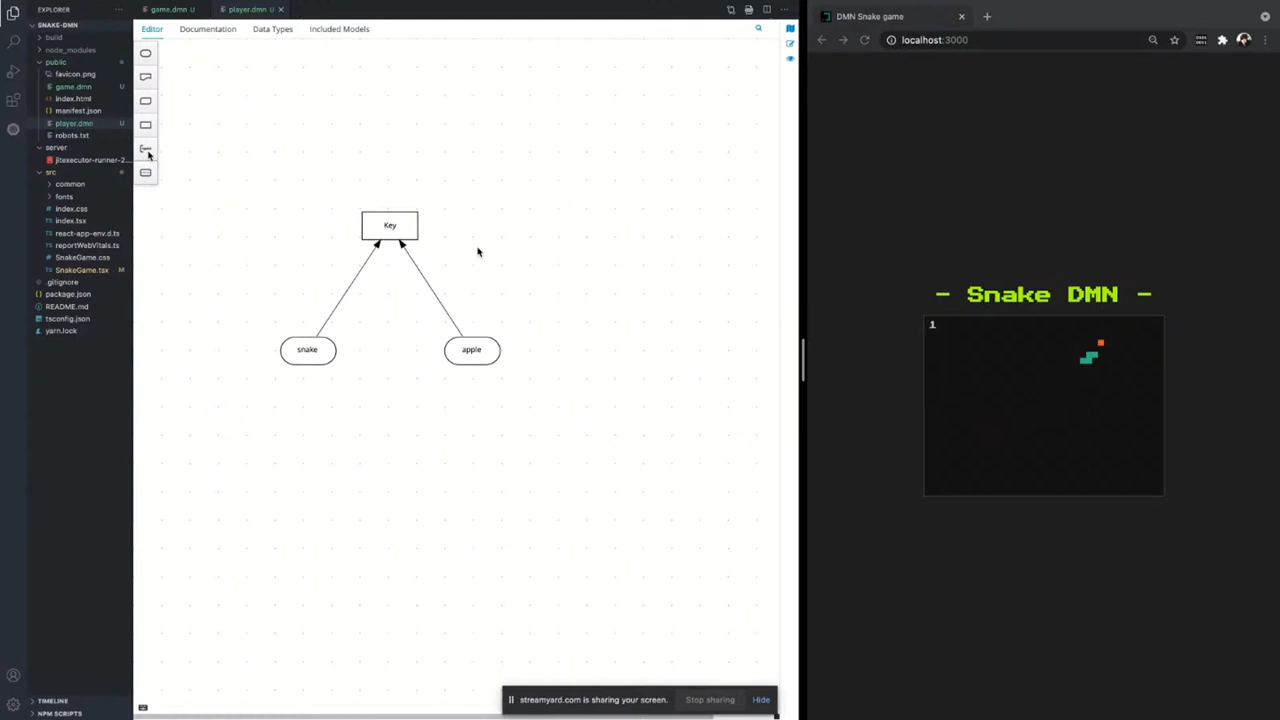 EXPLORER
SNAKE-DMN
build
node_modules
public
favicon.png
game.dmn U
index.html
manifest.json
player.dmn U
robots.txt
server
jitexecutor-runner-2...
src
common
fonts
index.css
index.tsx
react-app-env.d.ts
reportWebVitals.ts
SnakeGame.css
SnakeGame.tsx M
.gitignore
package.json
README.md
tsconfig.json
yarn.lock
TIMELINE
NPM SCRIPTS
game.dmn U
player.dmn U
Editor Documentation Data Types Included Models
Key
snake
apple
streamyard.com is sharing your screen. Stop sharing Hide
DMN Snake game
localhost:3000
- Snake DMN -
1